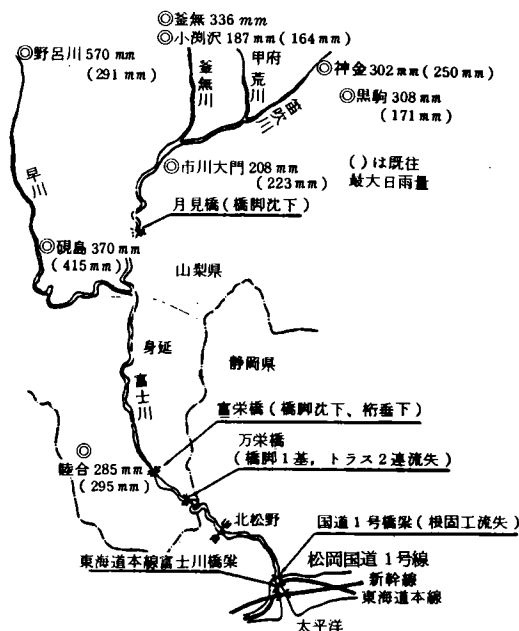 ◎釜無 336 mm
◎小渕沢 187 mm (164 mm)
◎野呂川 570 mm
(291 mm)
甲府
釜無川
荒川
笛吹川
◎神金 302 mm (250 mm)
◎黒駒 308 mm
(171 mm)
早川
◎市川大門 208 mm
(223 mm)
( )は既往
最大日雨量
月見橋(橋脚沈下)
◎硯島 370 mm
(415 mm)
山梨県
身延
静岡県
富士川
富栄橋(橋脚沈下、桁垂下)
万栄橋
(橋脚1基,トラス2連流失)
◎
睦合 285 mm
(295 mm)
北松野
国道1号橋梁(根固工流失)
東海道本線富士川橋梁
松岡国道1号線
新幹線
東海道本線
太平洋